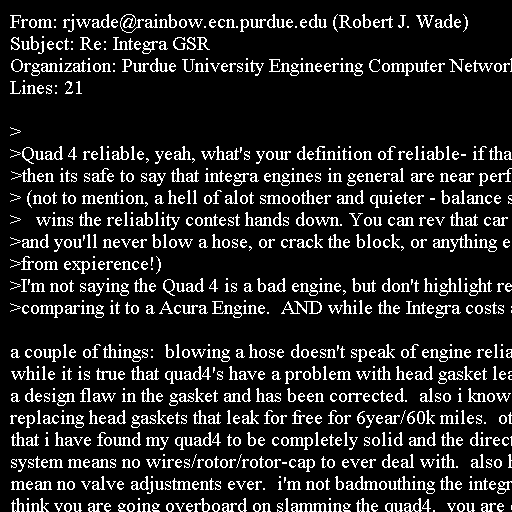 From: rjwade@rainbow.ecn.purdue.edu (Robert J. Wade)
Subject: Re: Integra GSR
Organization: Purdue University Engineering Computer Network
Lines: 21

>
>Quad 4 reliable, yeah, what's your definition of reliable- if tha
>then its safe to say that integra engines in general are near perf
> (not to mention, a hell of alot smoother and quieter - balance s
>   wins the reliablity contest hands down. You can rev that car
>and you'll never blow a hose, or crack the block, or anything e
>from expierence!)
>I'm not saying the Quad 4 is a bad engine, but don't highlight re
>comparing it to a Acura Engine.  AND while the Integra costs

a couple of things:  blowing a hose doesn't speak of engine relia
while it is true that quad4's have a problem with head gasket lea
a design flaw in the gasket and has been corrected.  also i know
replacing head gaskets that leak for free for 6year/60k miles.  ot
that i have found my quad4 to be completely solid and the direct
system means no wires/rotor/rotor-cap to ever deal with.  also h
mean no valve adjustments ever.  i'm not badmouthing the integr
think you are going overboard on slamming the quad4.  you are